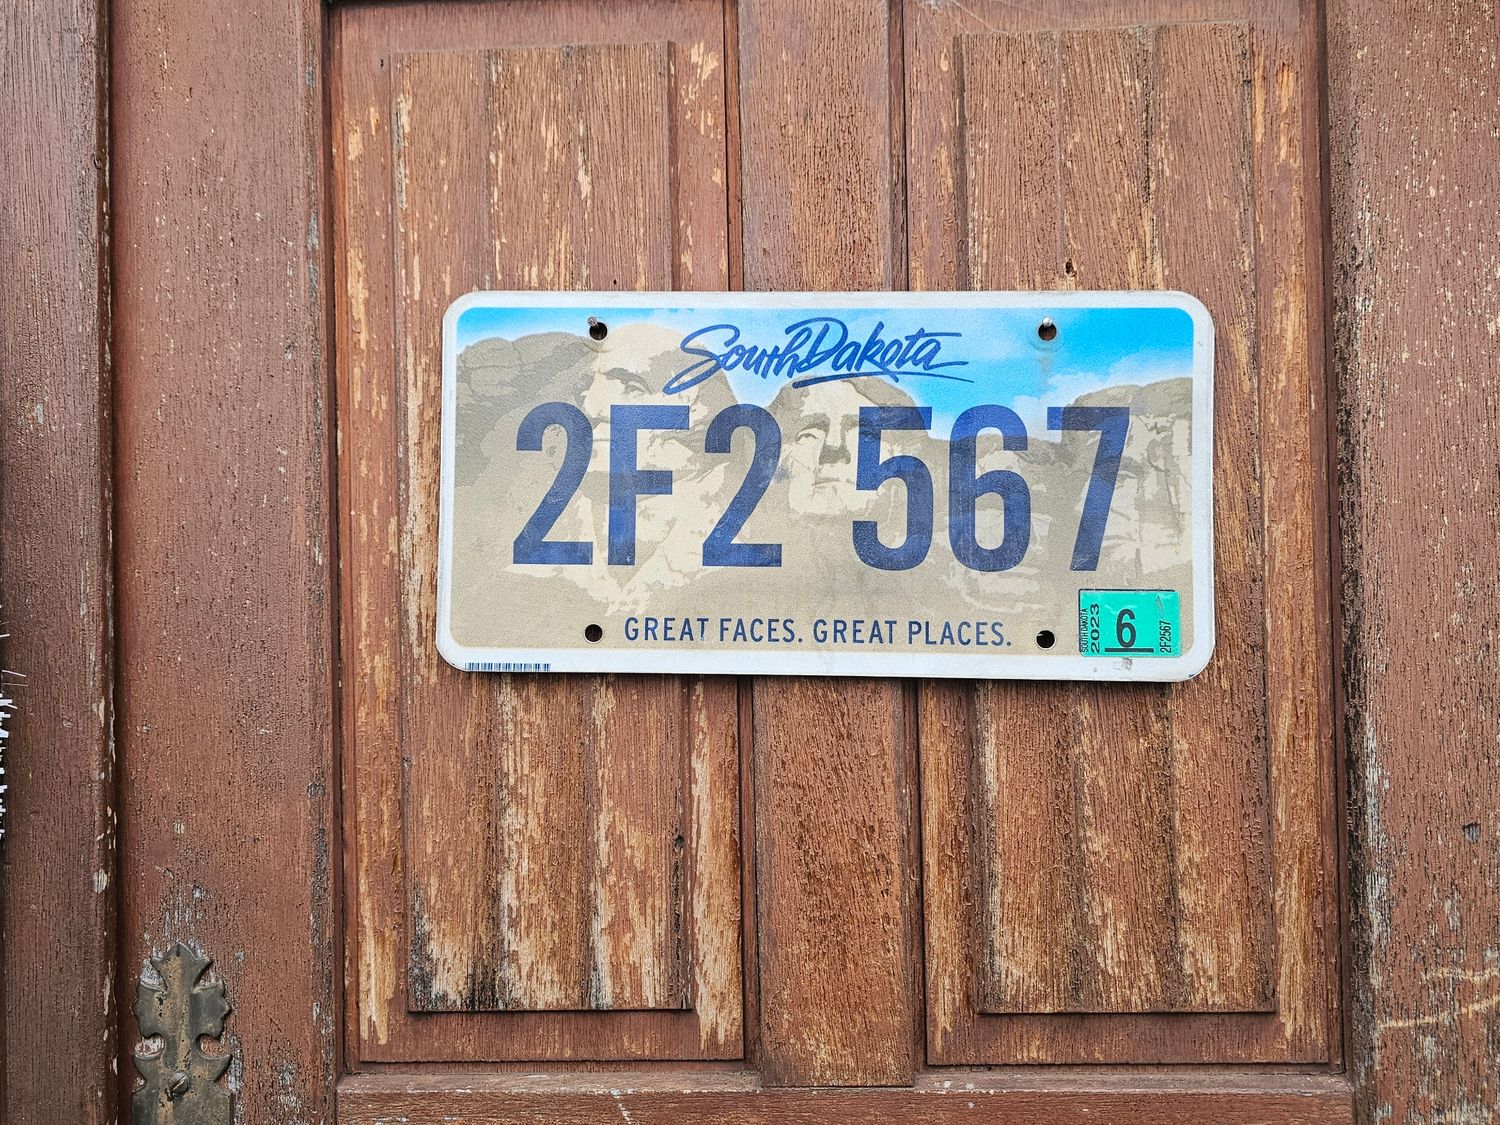 South Dakota
2F2 567
GREAT FACES. GREAT PLACES.
SOUTH DAKOTA
2023
6
2F2567